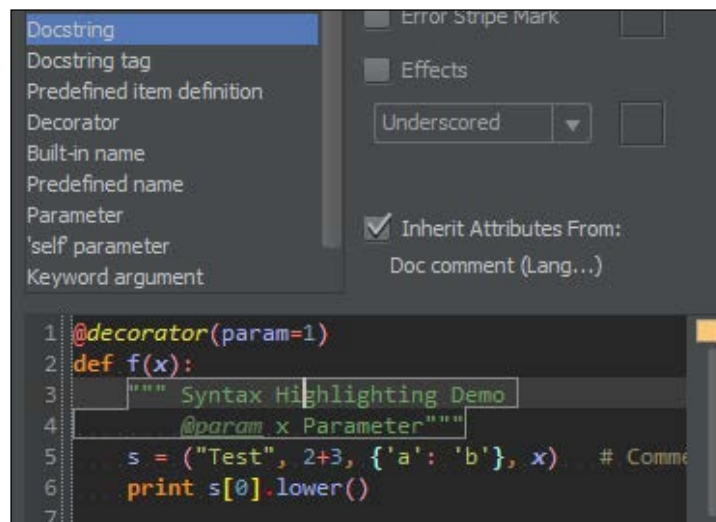 Docstring
Docstring tag
Predefined item definition
Decorator
Built-in name
Predefined name
Parameter
'self' parameter
Keyword argument
Error Stripe Mark
Effects
Underscored
Inherit Attributes From:
Doc comment (Lang...)
1 @decorator(param=1)
2 def f(x):
3 """ Syntax Highlighting Demo
4 @param x Parameter"""
5 s = ("Test", 2+3, {'a': 'b'}, x) # Comme
6 print s[0].lower()
7